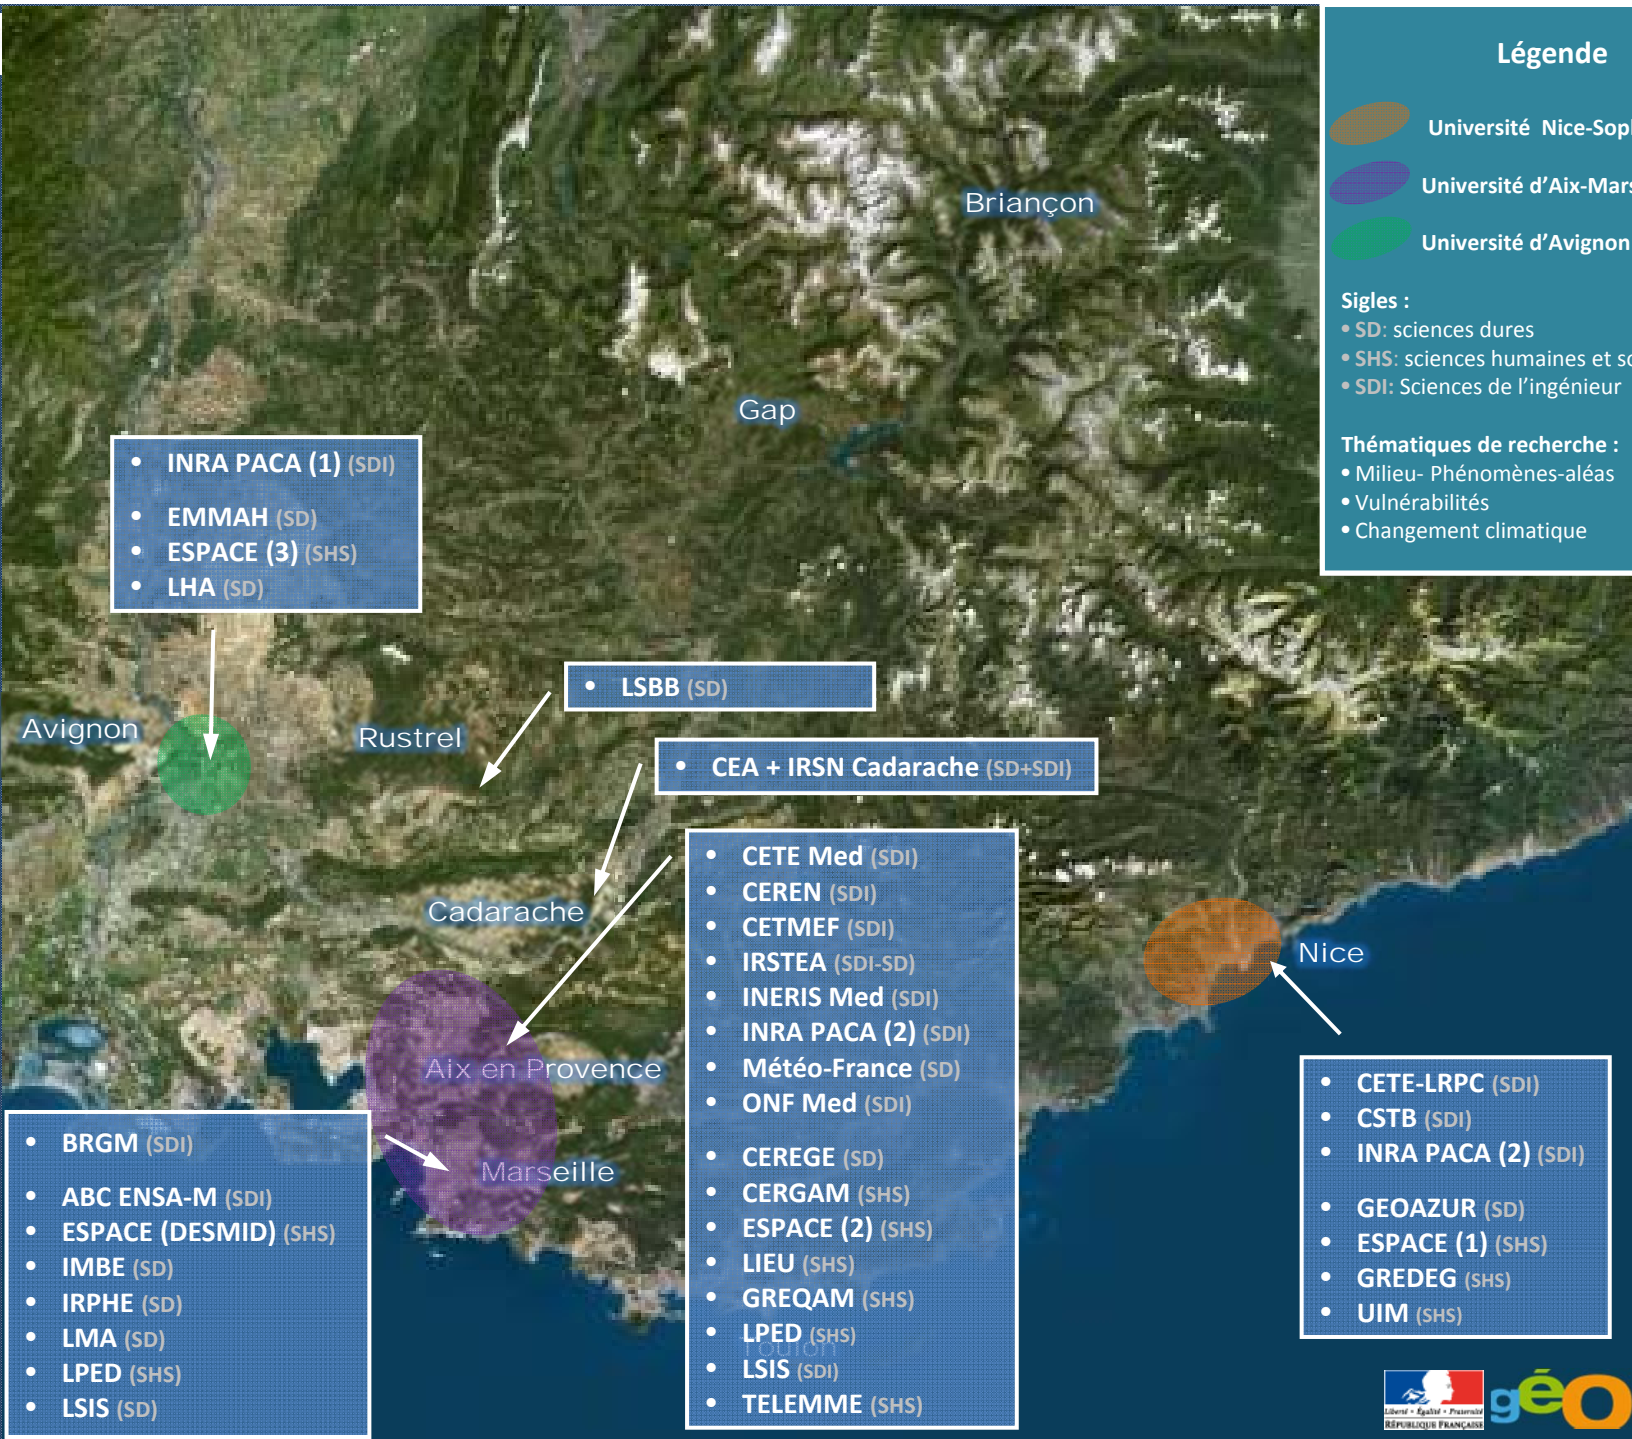 Légende
Université Nice-Soph
Université d'Aix-Mars
Université d'Avignon
Sigles :
• SD: sciences dures
• SHS: sciences humaines et so
• SDI: Sciences de l'ingénieur
Thématiques de recherche :
• Milieu- Phénomènes-aléas
• Vulnérabilités
• Changement climatique
Briançon
Gap
• INRA PACA (1) (SDI)
• EMMAH (SD)
• ESPACE (3) (SHS)
• LHA (SD)
• LSBB (SD)
Avignon
Rustrel
• CEA + IRSN Cadarache (SD+SDI)
Cadarache
• CETE Med (SDI)
• CEREN (SDI)
• CETMEF (SDI)
• IRSTEA (SDI-SD)
• INERIS Med (SDI)
• INRA PACA (2) (SDI)
• Météo-France (SD)
• ONF Med (SDI)
• CEREGE (SD)
• CERGAM (SHS)
• ESPACE (2) (SHS)
• LIEU (SHS)
• GREQAM (SHS)
• LPED (SHS)
Toulon
• LSIS (SDI)
• TELEMME (SHS)
Nice
Aix en Provence
Marseille
• BRGM (SDI)
• ABC ENSA-M (SDI)
• ESPACE (DESMID) (SHS)
• IMBE (SD)
• IRPHE (SD)
• LMA (SD)
• LPED (SHS)
• LSIS (SD)
• CETE-LRPC (SDI)
• CSTB (SDI)
• INRA PACA (2) (SDI)
• GEOAZUR (SD)
• ESPACE (1) (SHS)
• GREDEG (SHS)
• UIM (SHS)
Liberté • Égalité • Fraternité
RÉPUBLIQUE FRANÇAISE
géo